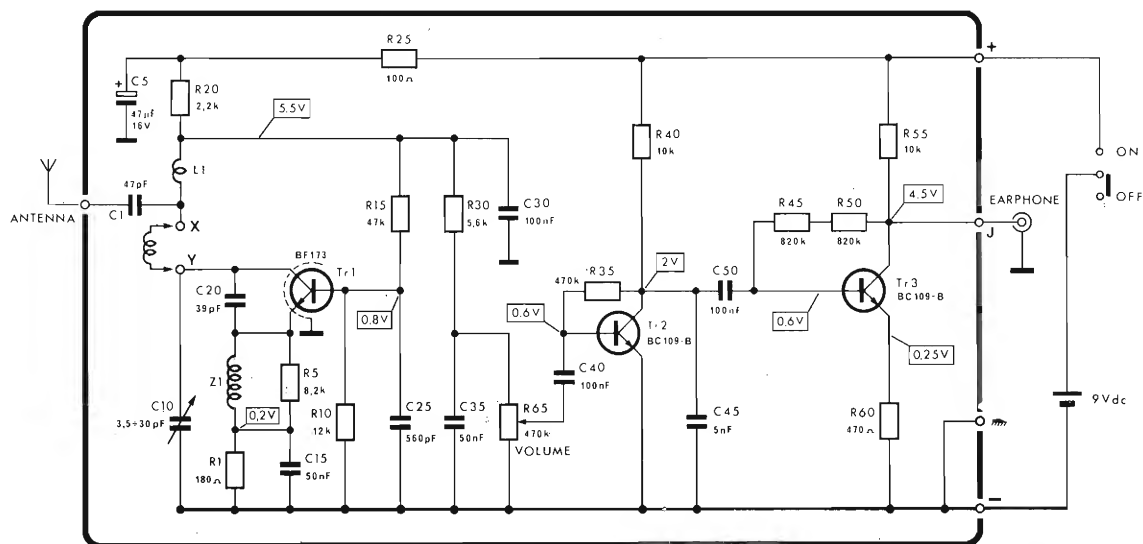 R25
100Ω
+
C5
+
47µF
16V
R20
2,2k
5.5V
R40
10k
R55
10k
ON
OFF
L1
47pF
C1
ANTENNA
X
Y
R15
47k
R30
5,6k
C30
100nF
R45
820k
R50
820k
4.5V
EARPHONE
J
BF173
Tr1
C20
39pF
0.8V
R35
470k
2V
C50
100nF
0.6V
Tr2
BC109-B
0.6V
Tr3
BC109-B
0,25V
Z1
R5
8,2k
C40
100nF
C10
3,5÷30pF
0,2V
R10
12k
C25
560pF
C35
50nF
R65
470k
VOLUME
C45
5nF
R60
470Ω
9Vdc
R1
180Ω
C15
50nF
−